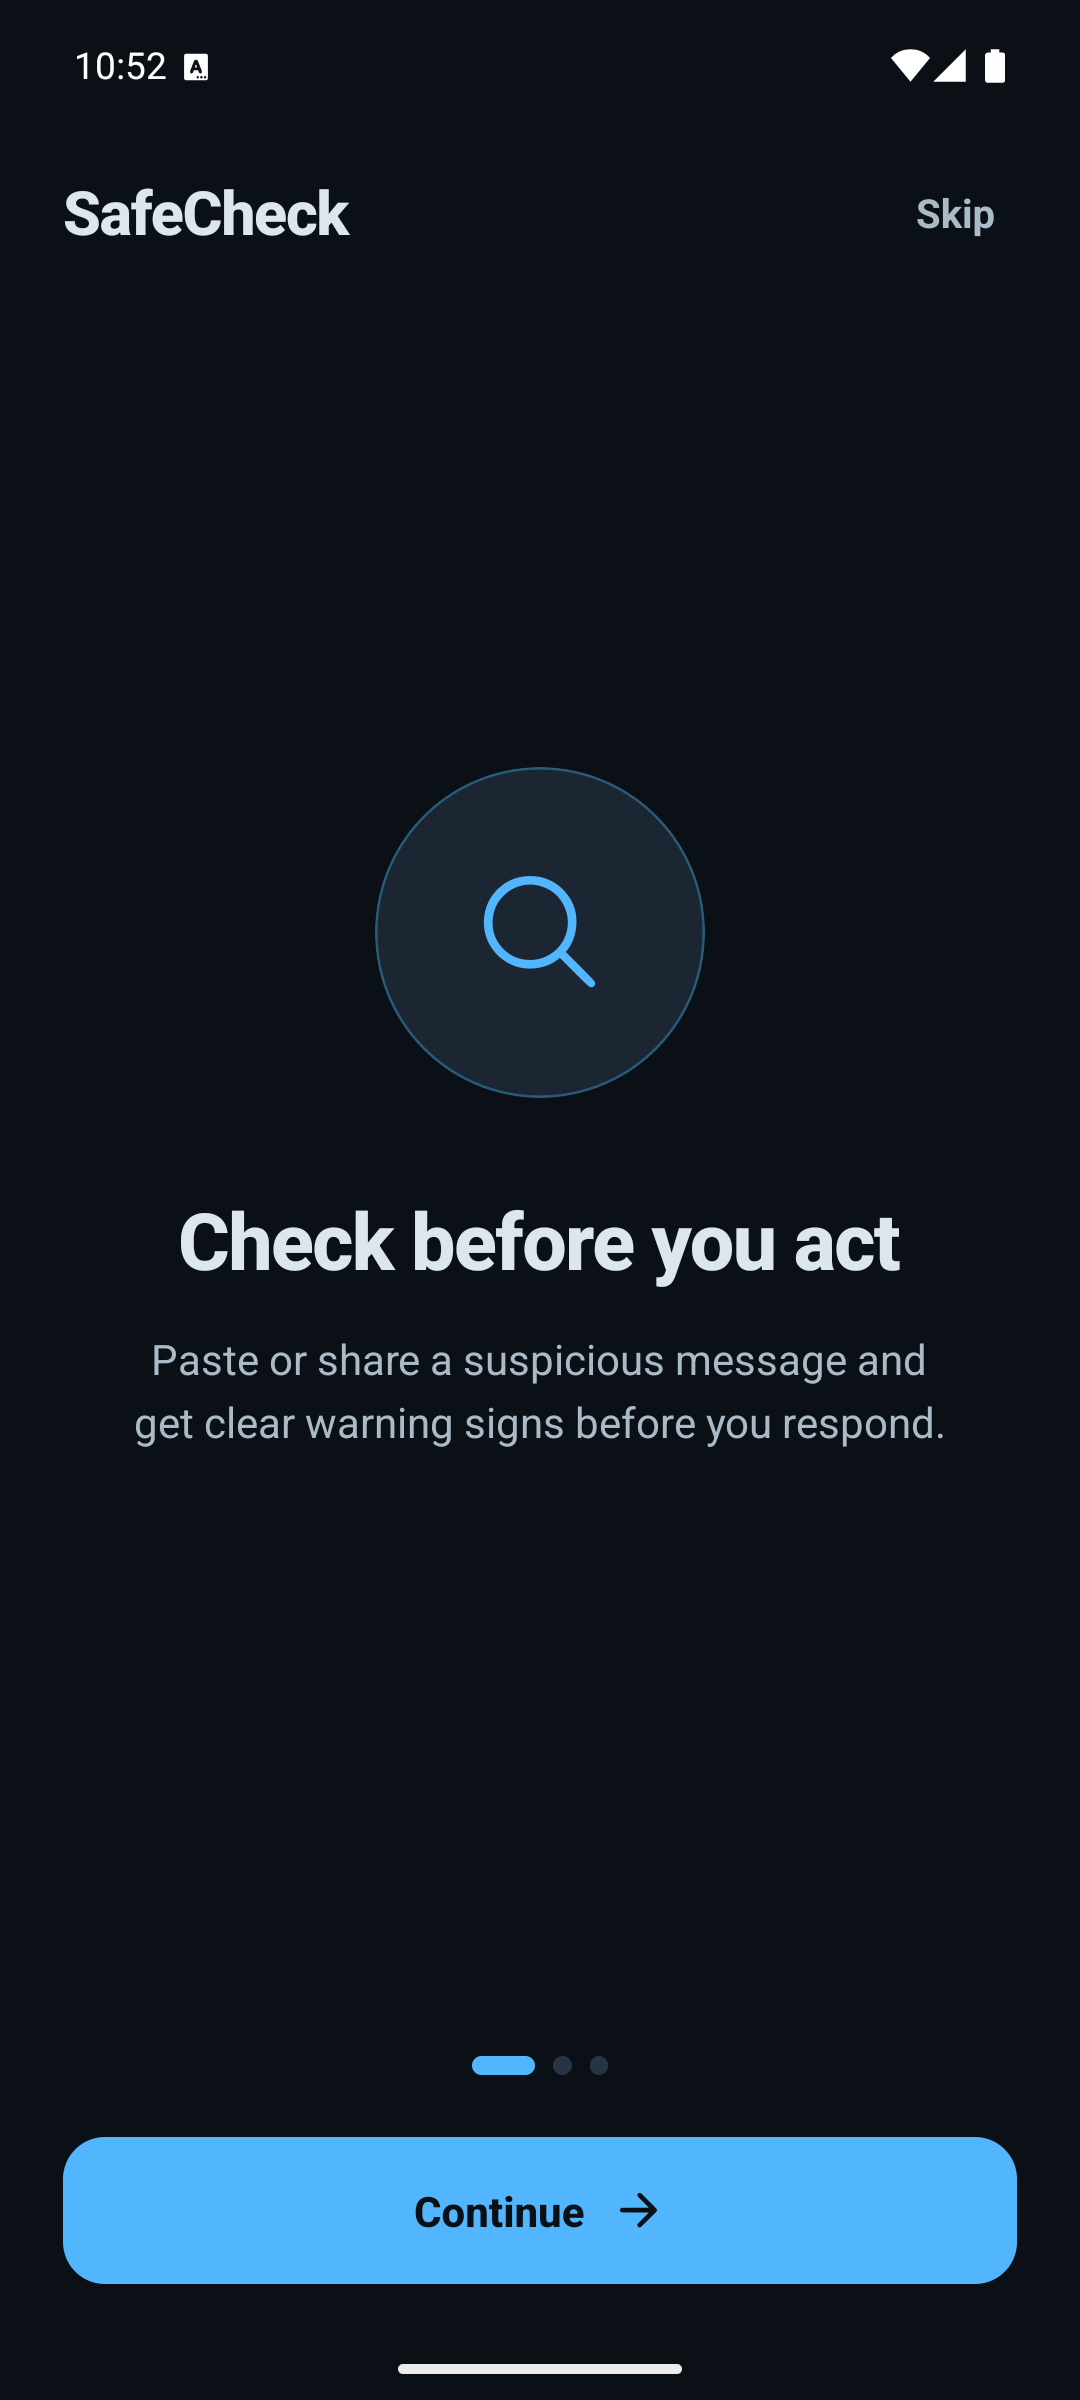 10:52
SafeCheck
Skip
Check before you act
Paste or share a suspicious message and
get clear warning signs before you respond.
Continue